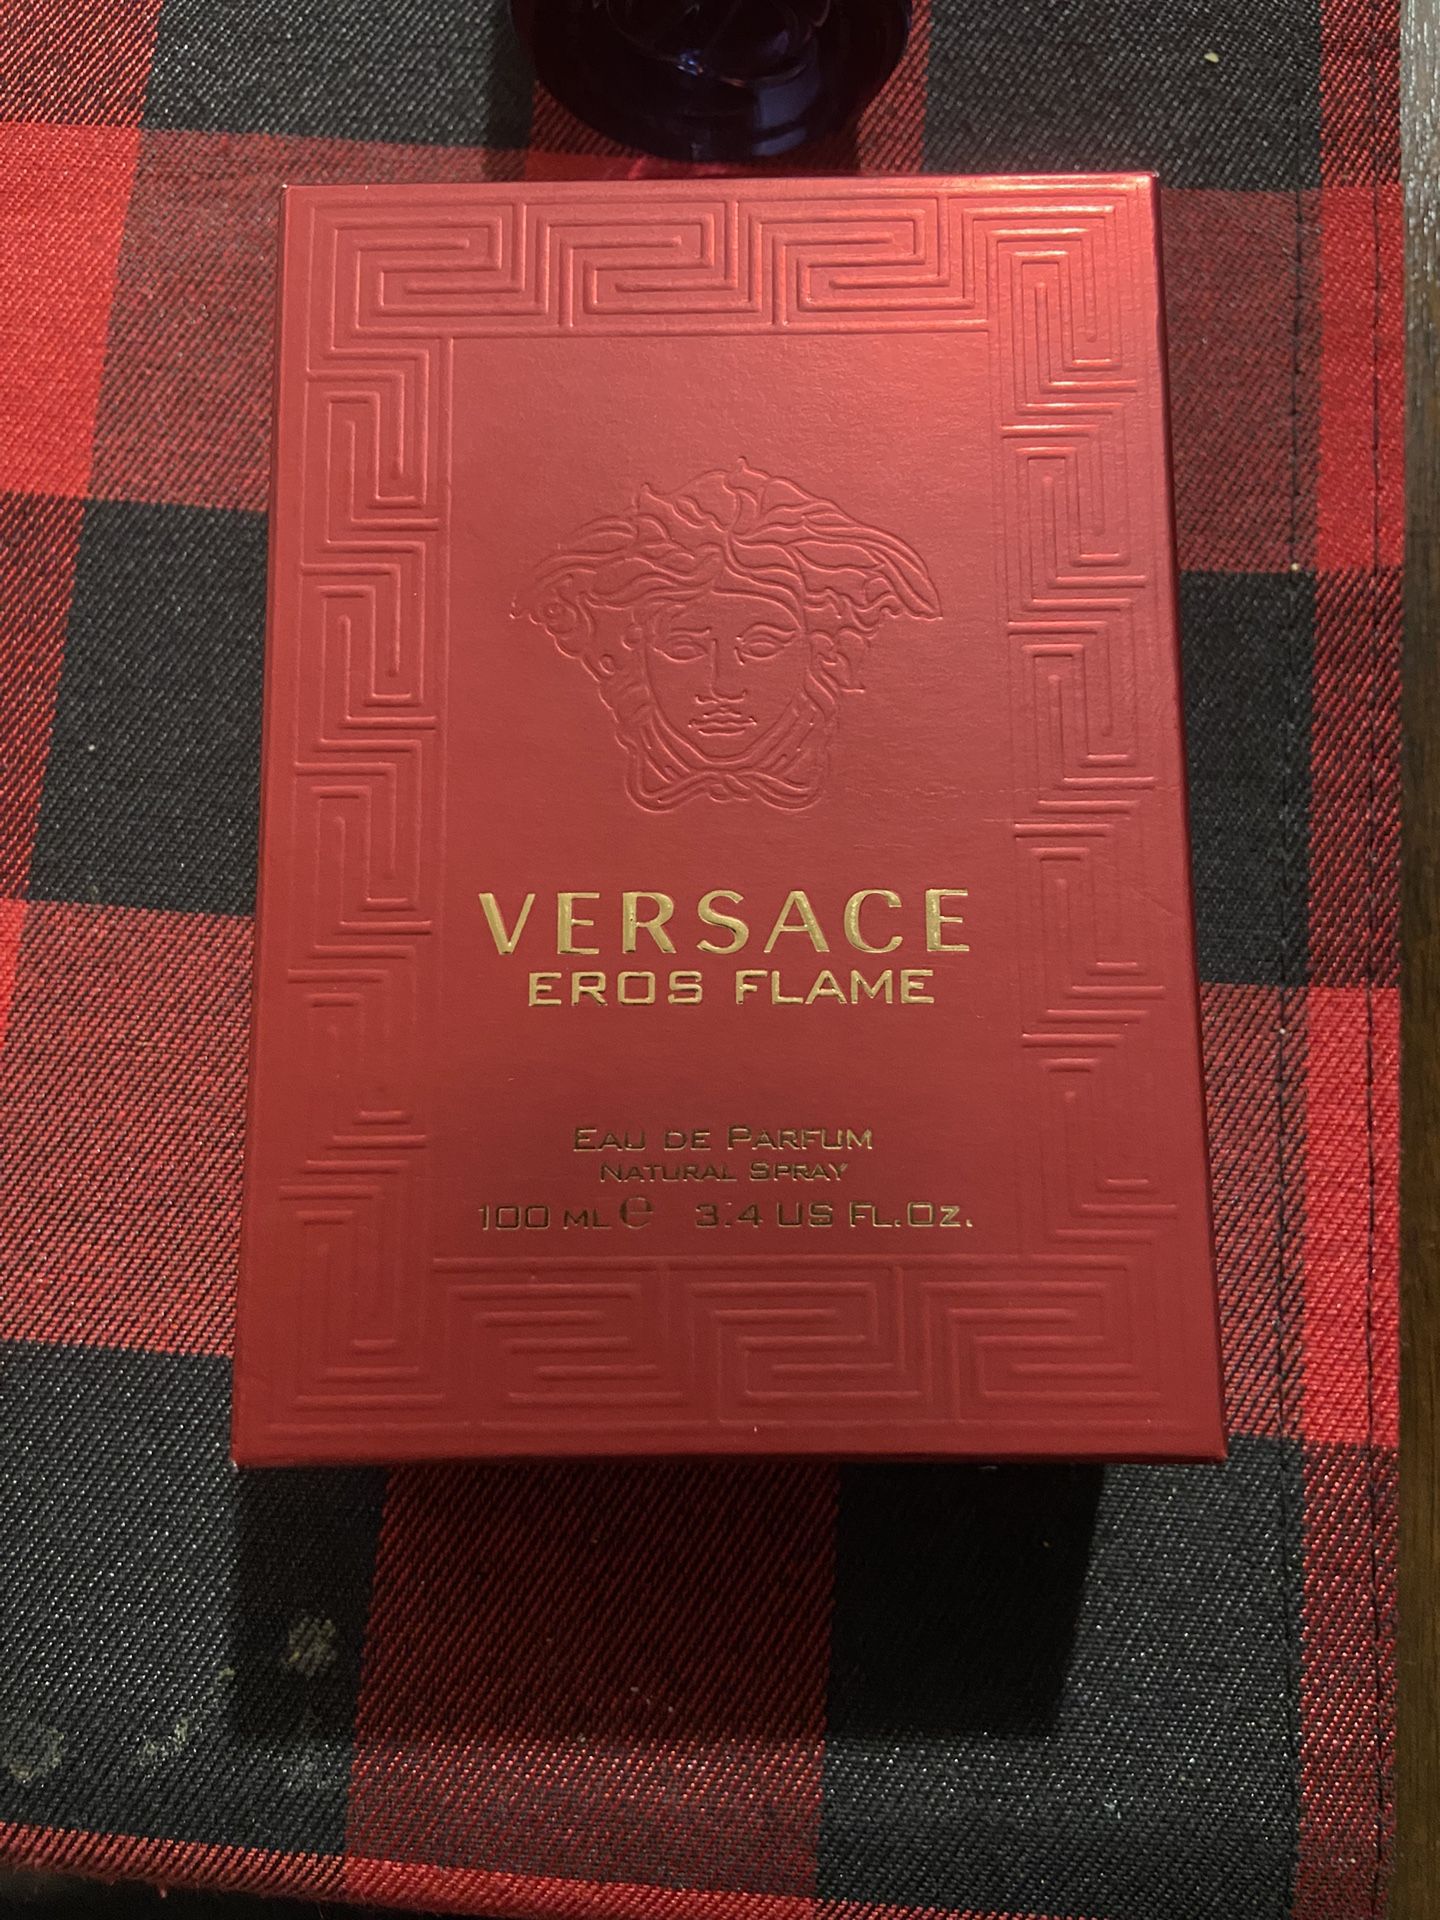 VERSACE
EROS FLAME
EAU DE PARFUM
NATURAL SPRAY
100 ML ℮ 3.4 US FL.OZ.